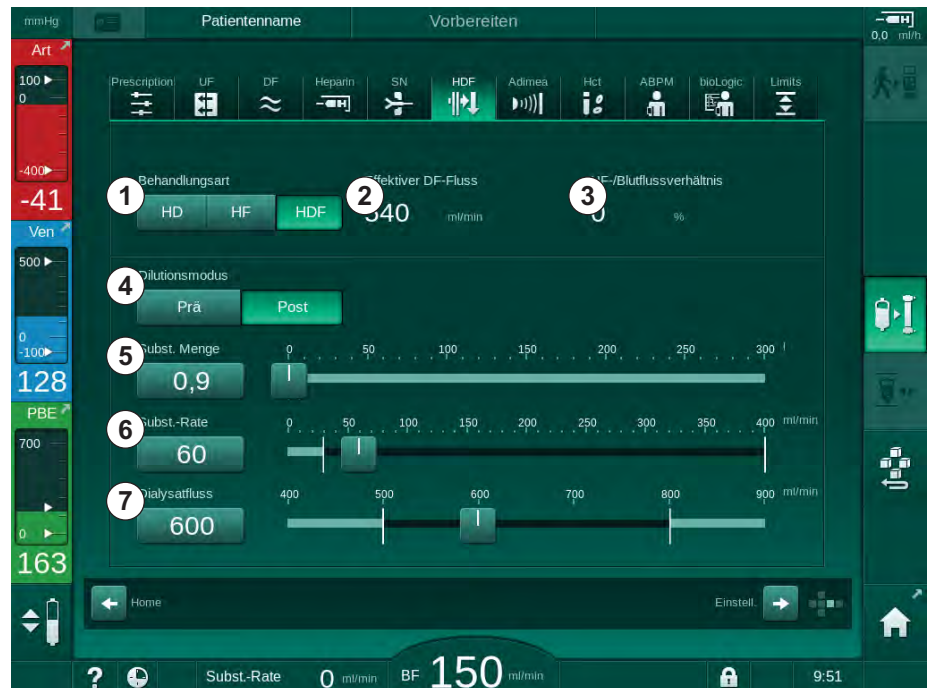 mmHg Patientenname Vorbereiten
0,0 ml/h
Art
100
0
-400
-41
Ven
500
0
-100
128
PBE
700
0
163
Prescription UF DF Heparin SN HDF Adimea Hct ABPM bioLogic Limits
1 Behandlungsart
HD HF HDF
2 Effektiver DF-Fluss
540 ml/min
3 UF-/Blutflussverhältnis
0 %
4 Dilutionsmodus
Prä Post
5 Subst. Menge
0,9
0 50 100 150 200 250 300 l
6 Subst.-Rate
60
0 50 100 150 200 250 300 350 400 ml/min
7 Dialysatfluss
600
400 500 600 700 800 900 ml/min
Home Einstell.
? Subst.-Rate 0 ml/min BF 150 ml/min 9:51